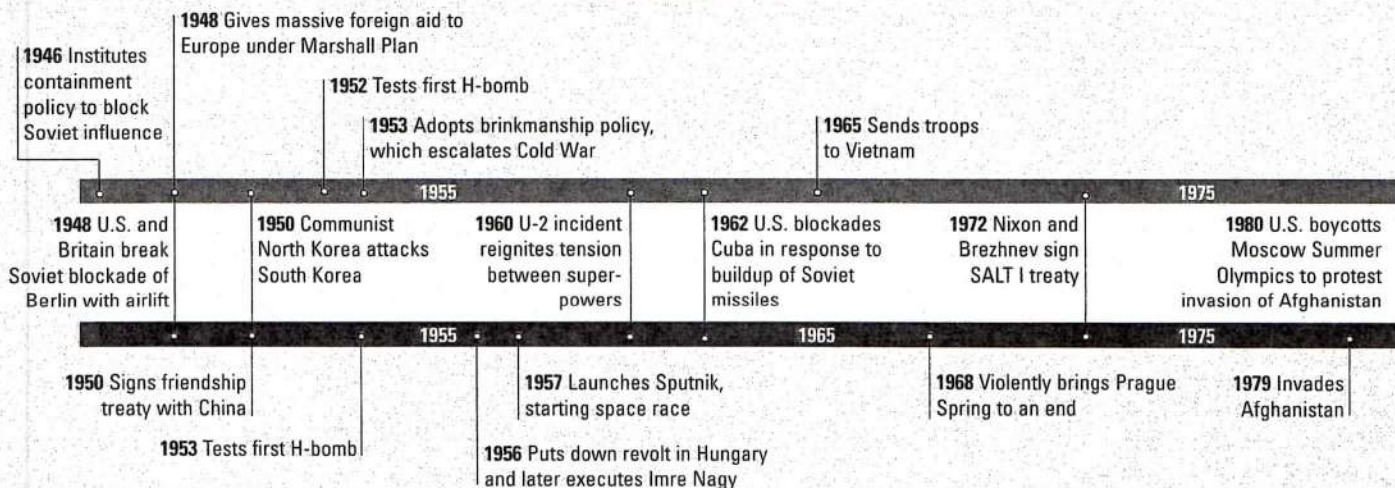 1948 Gives massive foreign aid to
Europe under Marshall Plan
1946 Institutes
containment
policy to block
Soviet influence
1952 Tests first H-bomb
1953 Adopts brinkmanship policy,
which escalates Cold War
1965 Sends troops
to Vietnam
1955
1975
1948 U.S. and
Britain break
Soviet blockade of
Berlin with airlift
1950 Communist
North Korea attacks
South Korea
1960 U-2 incident
reignites tension
between super-
powers
1962 U.S. blockades
Cuba in response to
buildup of Soviet
missiles
1972 Nixon and
Brezhnev sign
SALT I treaty
1980 U.S. boycotts
Moscow Summer
Olympics to protest
invasion of Afghanistan
1955
1965
1975
1950 Signs friendship
treaty with China
1953 Tests first H-bomb
1956 Puts down revolt in Hungary
and later executes Imre Nagy
1957 Launches Sputnik,
starting space race
1968 Violently brings Prague
Spring to an end
1979 Invades
Afghanistan